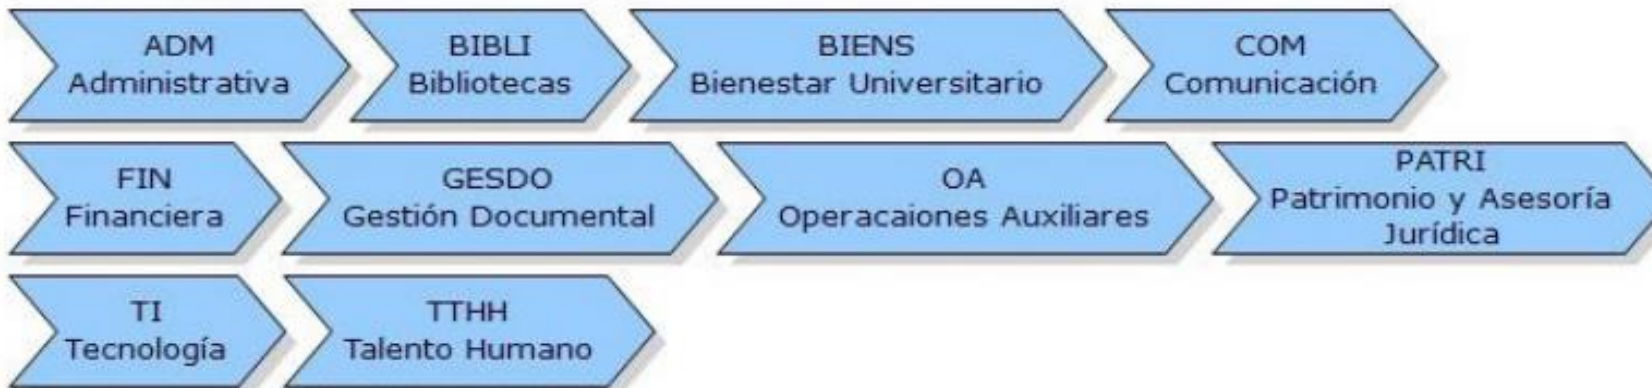 ADM
Administrativa
BIBLI
Bibliotecas
BIENS
Bienestar Universitario
COM
Comunicación
FIN
Financiera
GESDO
Gestión Documental
OA
Operacaiones Auxiliares
PATRI
Patrimonio y Asesoría
Jurídica
TI
Tecnología
TTHH
Talento Humano